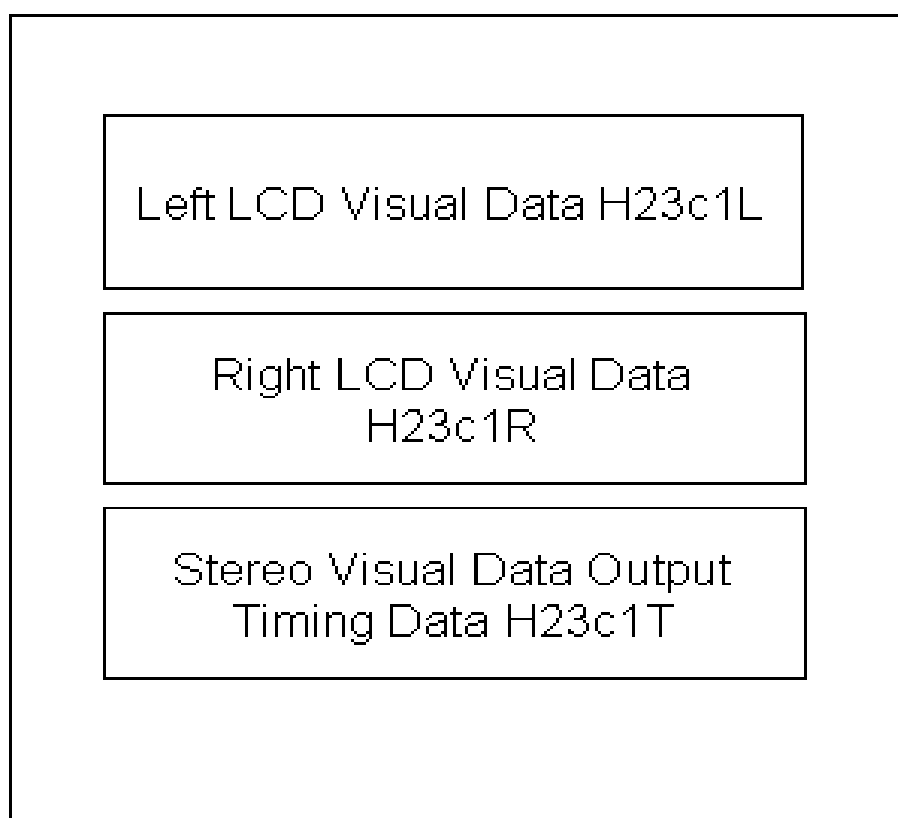 Left LCD Visual Data H23c1L
Right LCD Visual Data
H23c1R
Stereo Visual Data Output
Timing Data H23c1T